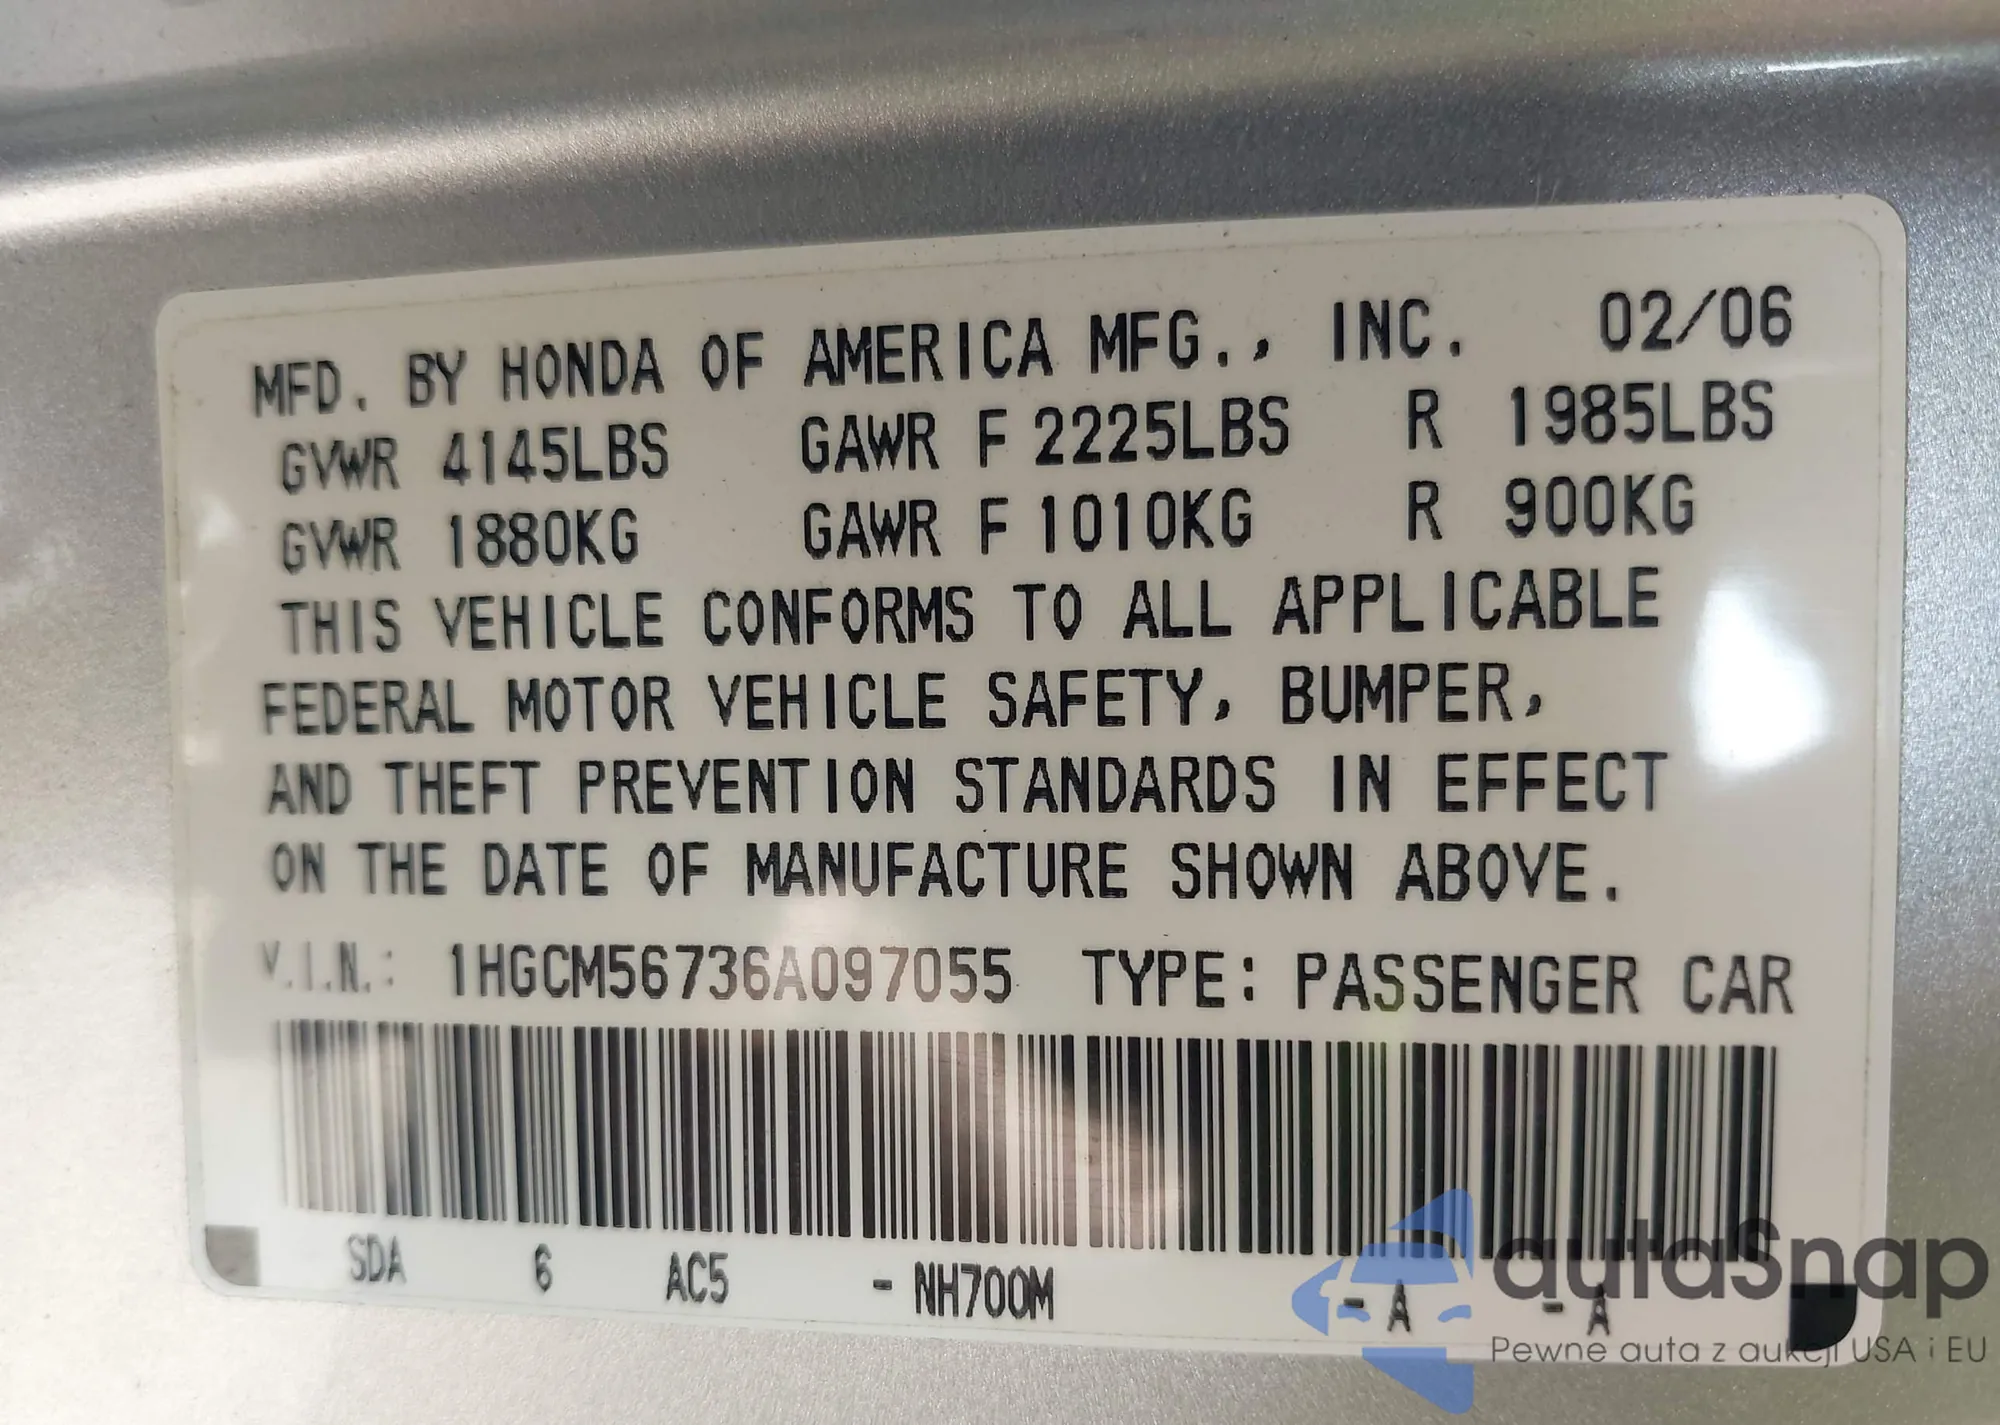 MFD. BY HONDA OF AMERICA MFG., INC. 02/06
GVWR 4145LBS GAWR F 2225LBS R 1985LBS
GVWR 1880KG GAWR F 1010KG R 900KG
THIS VEHICLE CONFORMS TO ALL APPLICABLE
FEDERAL MOTOR VEHICLE SAFETY, BUMPER,
AND THEFT PREVENTION STANDARDS IN EFFECT
ON THE DATE OF MANUFACTURE SHOWN ABOVE.
V.I.N.: 1HGCM56736A097055 TYPE: PASSENGER CAR
SDA 6 AC5 - NH700M - A - A
autaSnap
Pewne auta z aukcji USA i EU